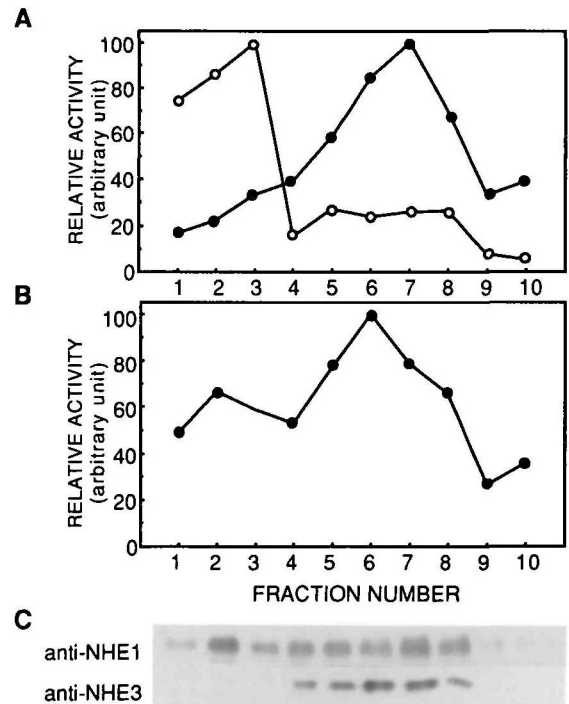 A
RELATIVE ACTIVITY
(arbitrary unit)
100
80
60
40
20
0
1 2 3 4 5 6 7 8 9 10
B
RELATIVE ACTIVITY
(arbitrary unit)
100
80
60
40
20
0
1 2 3 4 5 6 7 8 9 10
FRACTION NUMBER
C
anti-NHE1
anti-NHE3